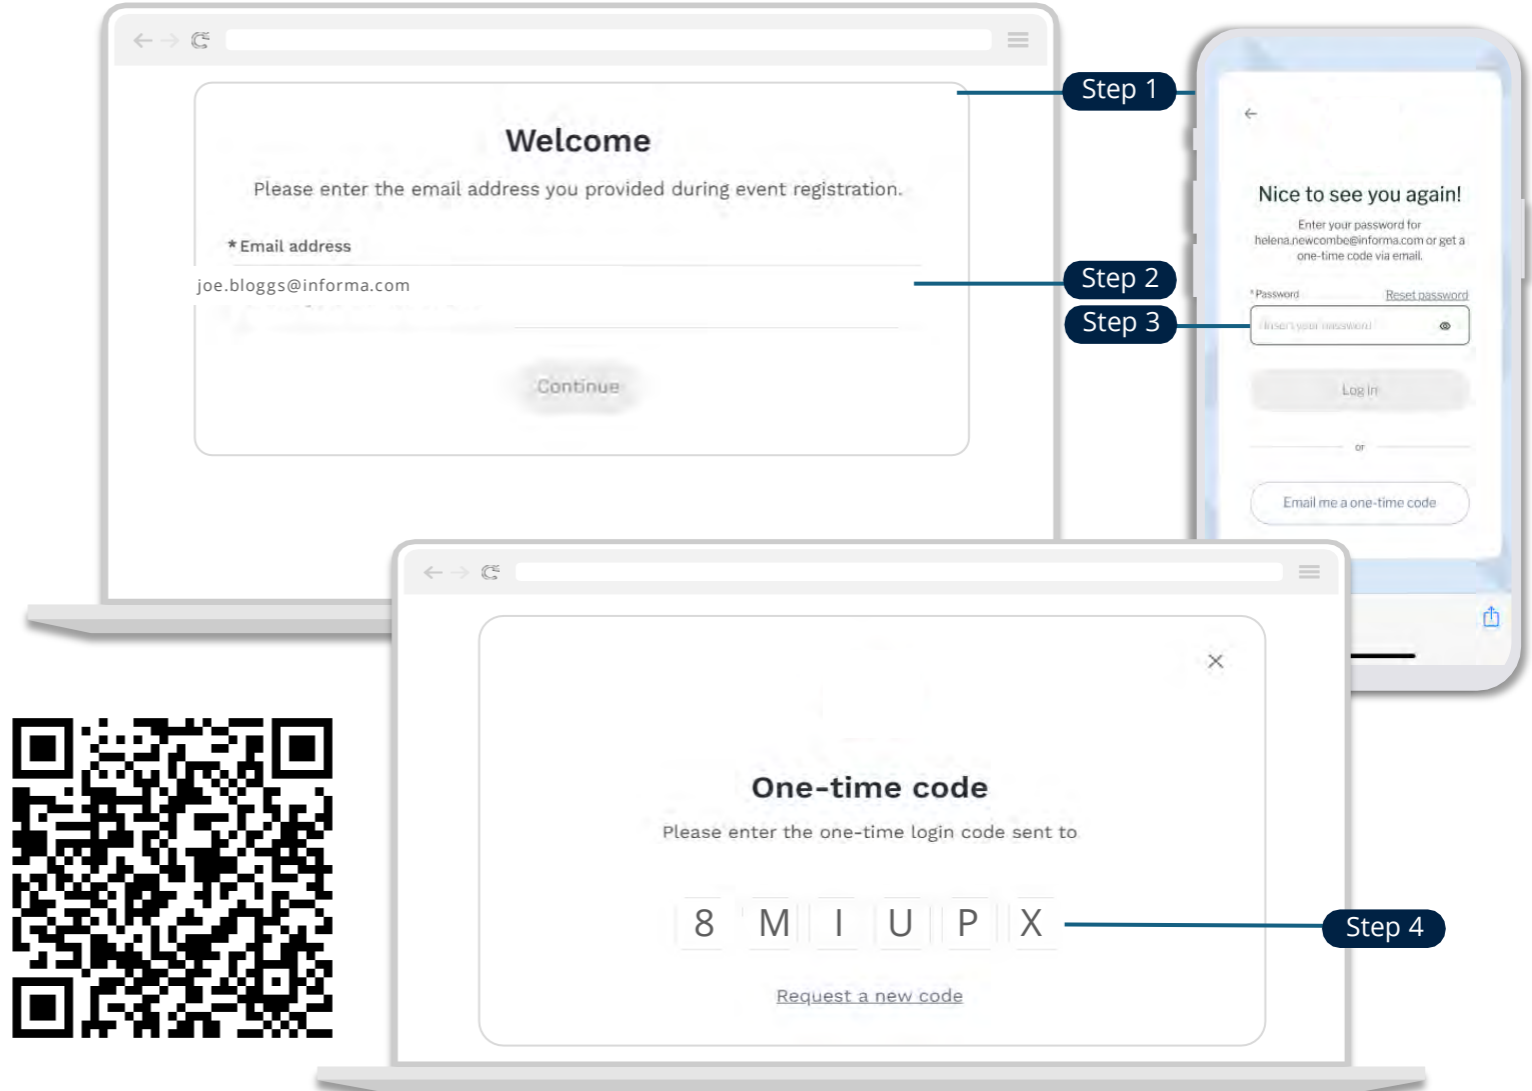 Welcome
Please enter the email address you provided during event registration.
* Email address
joe.bloggs@informa.com
Continue
Step 1
Step 2
Step 3
Nice to see you again!
Enter your password for
helena.newcombe@informa.com or get a
one-time code via email.
*Password Reset password
Insert your password
Log in
or
Email me a one-time code
One-time code
Please enter the one-time login code sent to
8 M I U P X
Step 4
Request a new code